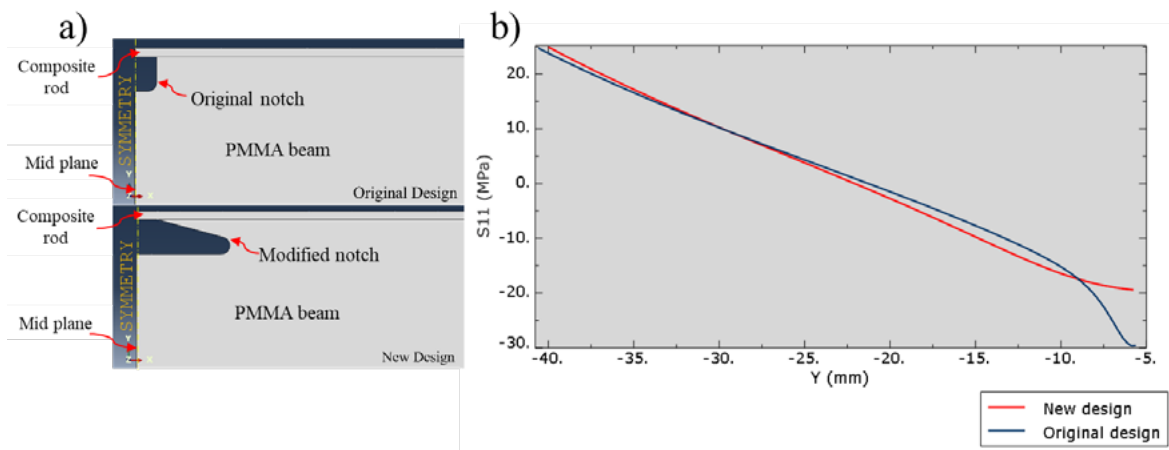 a)
Composite
rod
Original notch
SYMMETRY
PMMA beam
Mid plane
Y
X
Original Design
Composite
rod
Modified notch
SYMMETRY
PMMA beam
Mid plane
Y
Z
X
New Design
b)
S11 (MPa)
20.
10.
0.
-10.
-20.
-30.
-40.
-35.
-30.
-25.
-20.
-15.
-10.
-5.
Y (mm)
New design
Original design